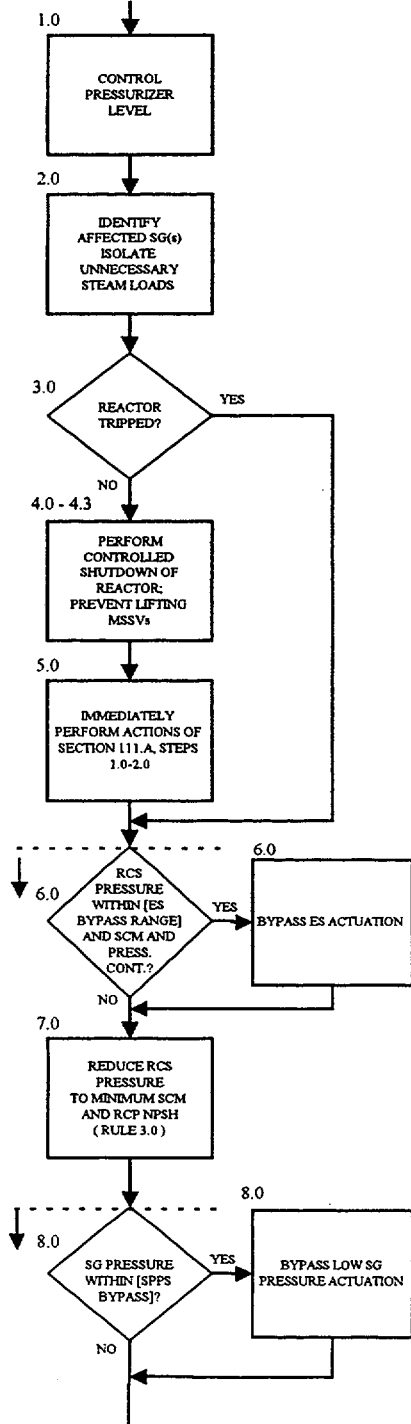 1.0
CONTROL
PRESSURIZER
LEVEL
2.0
IDENTIFY
AFFECTED SG(s)
ISOLATE
UNNECESSARY
STEAM LOADS
3.0
REACTOR
TRIPPED?
YES
NO
4.0 - 4.3
PERFORM
CONTROLLED
SHUTDOWN OF
REACTOR;
PREVENT LIFTING
MSSVs
5.0
IMMEDIATELY
PERFORM ACTIONS OF
SECTION 111.A, STEPS
1.0-2.0
6.0
RCS
PRESSURE
WITHIN [ES
BYPASS RANGE]
AND SCM AND
PRESS.
CONT.?
YES
NO
6.0
BYPASS ES ACTUATION
7.0
REDUCE RCS
PRESSURE
TO MINIMUM SCM
AND RCP NPSH
( RULE 3.0 )
8.0
SG PRESSURE
WITHIN [SPPS
BYPASS]?
YES
NO
8.0
BYPASS LOW SG
PRESSURE ACTUATION